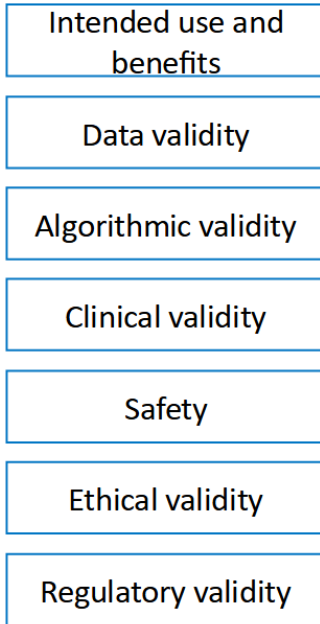 Intended use and
benefits
Data validity
Algorithmic validity
Clinical validity
Safety
Ethical validity
Regulatory validity